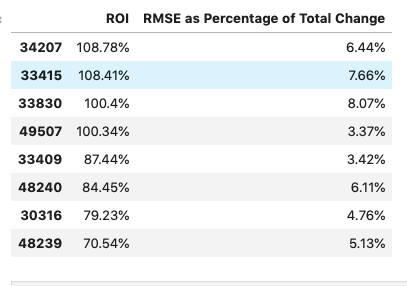 ROI RMSE as Percentage of Total Change
34207 108.78% 6.44%
33415 108.41% 7.66%
33830 100.4% 8.07%
49507 100.34% 3.37%
33409 87.44% 3.42%
48240 84.45% 6.11%
30316 79.23% 4.76%
48239 70.54% 5.13%